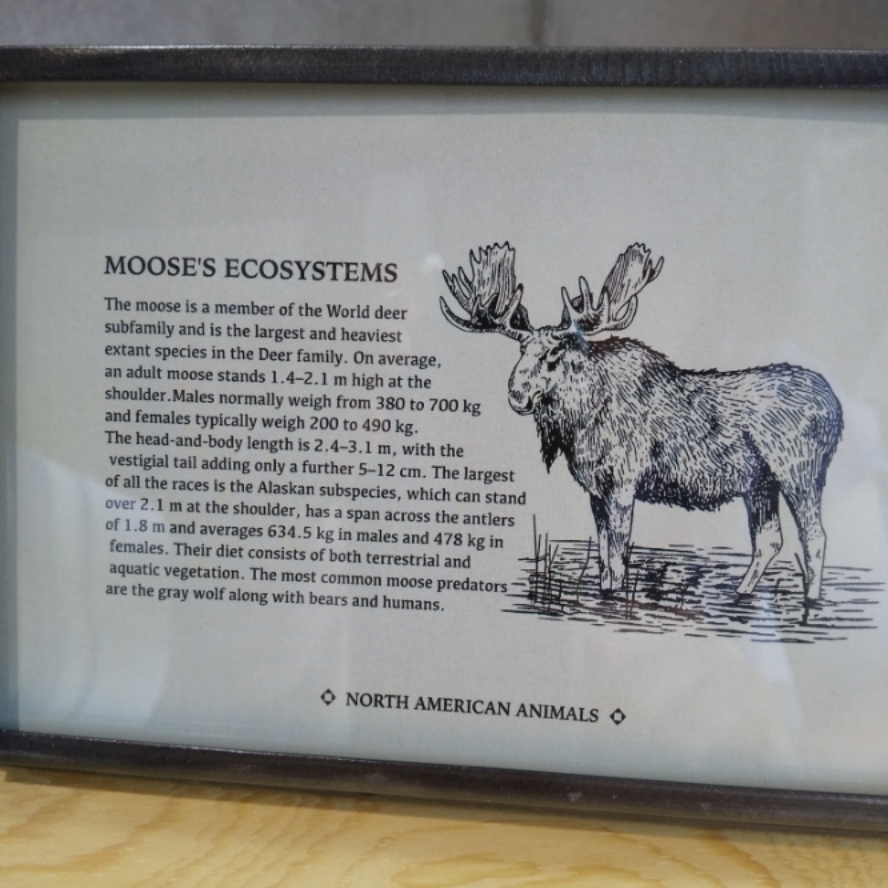 MOOSE'S ECOSYSTEMS
The moose is a member of the World deer
subfamily and is the largest and heaviest
extant species in the Deer family. On average,
an adult moose stands 1.4–2.1 m high at the
shoulder.Males normally weigh from 380 to 700 kg
and females typically weigh 200 to 490 kg.
The head-and-body length is 2.4–3.1 m, with the
vestigial tail adding only a further 5–12 cm. The largest
of all the races is the Alaskan subspecies, which can stand
over 2.1 m at the shoulder, has a span across the antlers
of 1.8 m and averages 634.5 kg in males and 478 kg in
females. Their diet consists of both terrestrial and
aquatic vegetation. The most common moose predators
are the gray wolf along with bears and humans.
NORTH AMERICAN ANIMALS